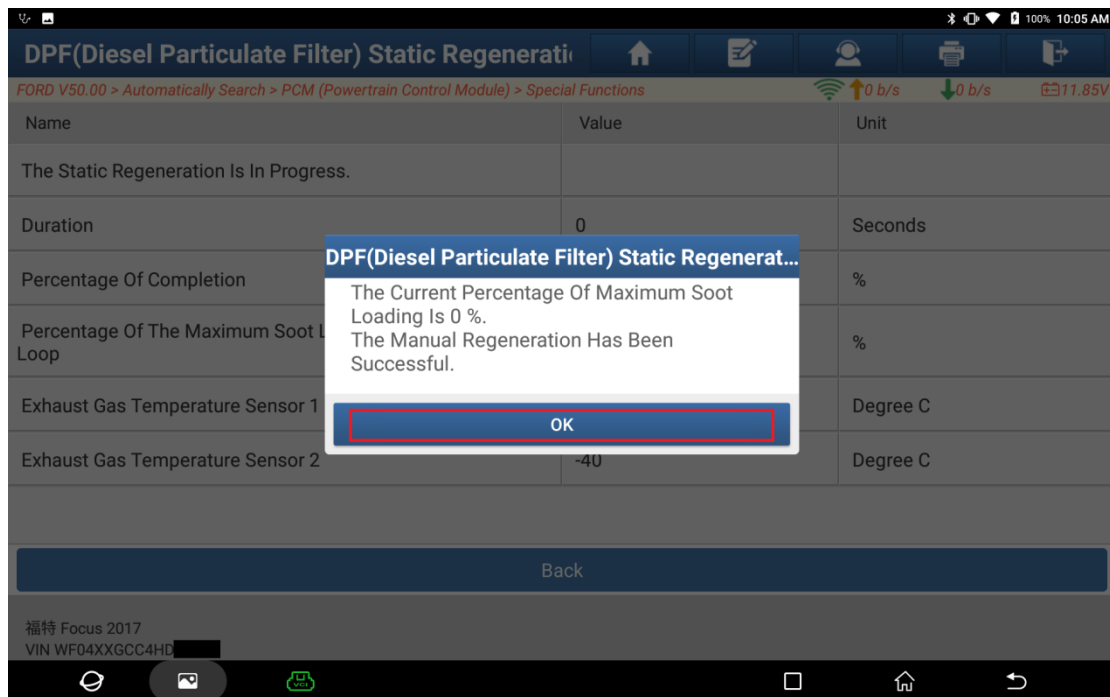 100% 10:05 AM
DPF(Diesel Particulate Filter) Static Regenerati
FORD V50.00 > Automatically Search > PCM (Powertrain Control Module) > Special Functions
0 b/s
0 b/s
11.85V
Name
Value
Unit
The Static Regeneration Is In Progress.
Duration
0
Seconds
Percentage Of Completion
%
Percentage Of The Maximum Soot
Loop
%
Exhaust Gas Temperature Sensor 1
Degree C
Exhaust Gas Temperature Sensor 2
-40
Degree C
DPF(Diesel Particulate Filter) Static Regenerat...
The Current Percentage Of Maximum Soot
Loading Is 0 %.
The Manual Regeneration Has Been
Successful.
OK
Back
福特 Focus 2017
VIN WF04XXGCC4HD
VCI